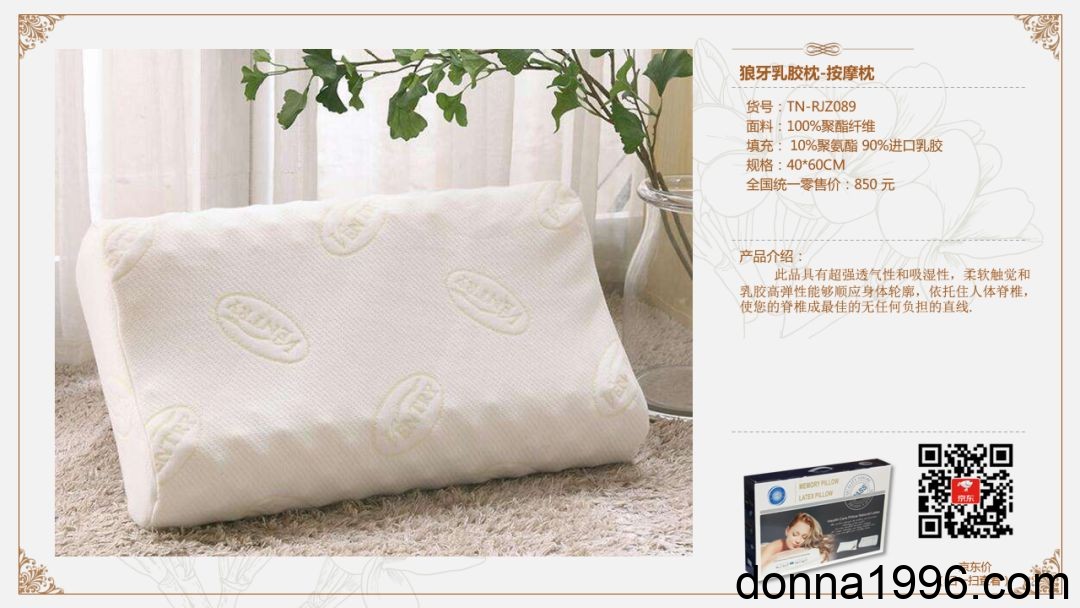 狼牙乳胶枕-按摩枕
货号：TN-RJZ089
面料：100%聚酯纤维
填充： 10%聚氨酯 90%进口乳胶
规格：40*60CM
全国统一零售价：850 元
产品介绍：
此品具有超强透气性和吸湿性，柔软触觉和
乳胶高弹性能够顺应身体轮廓，依托住人体脊椎，
使您的脊椎成最佳的无任何负担的直线.
VENTRY
VENTRY
VENTRY
MEMORY PILLOW
LATEX PILLOW
京东
京东价
扫
donna1996.com